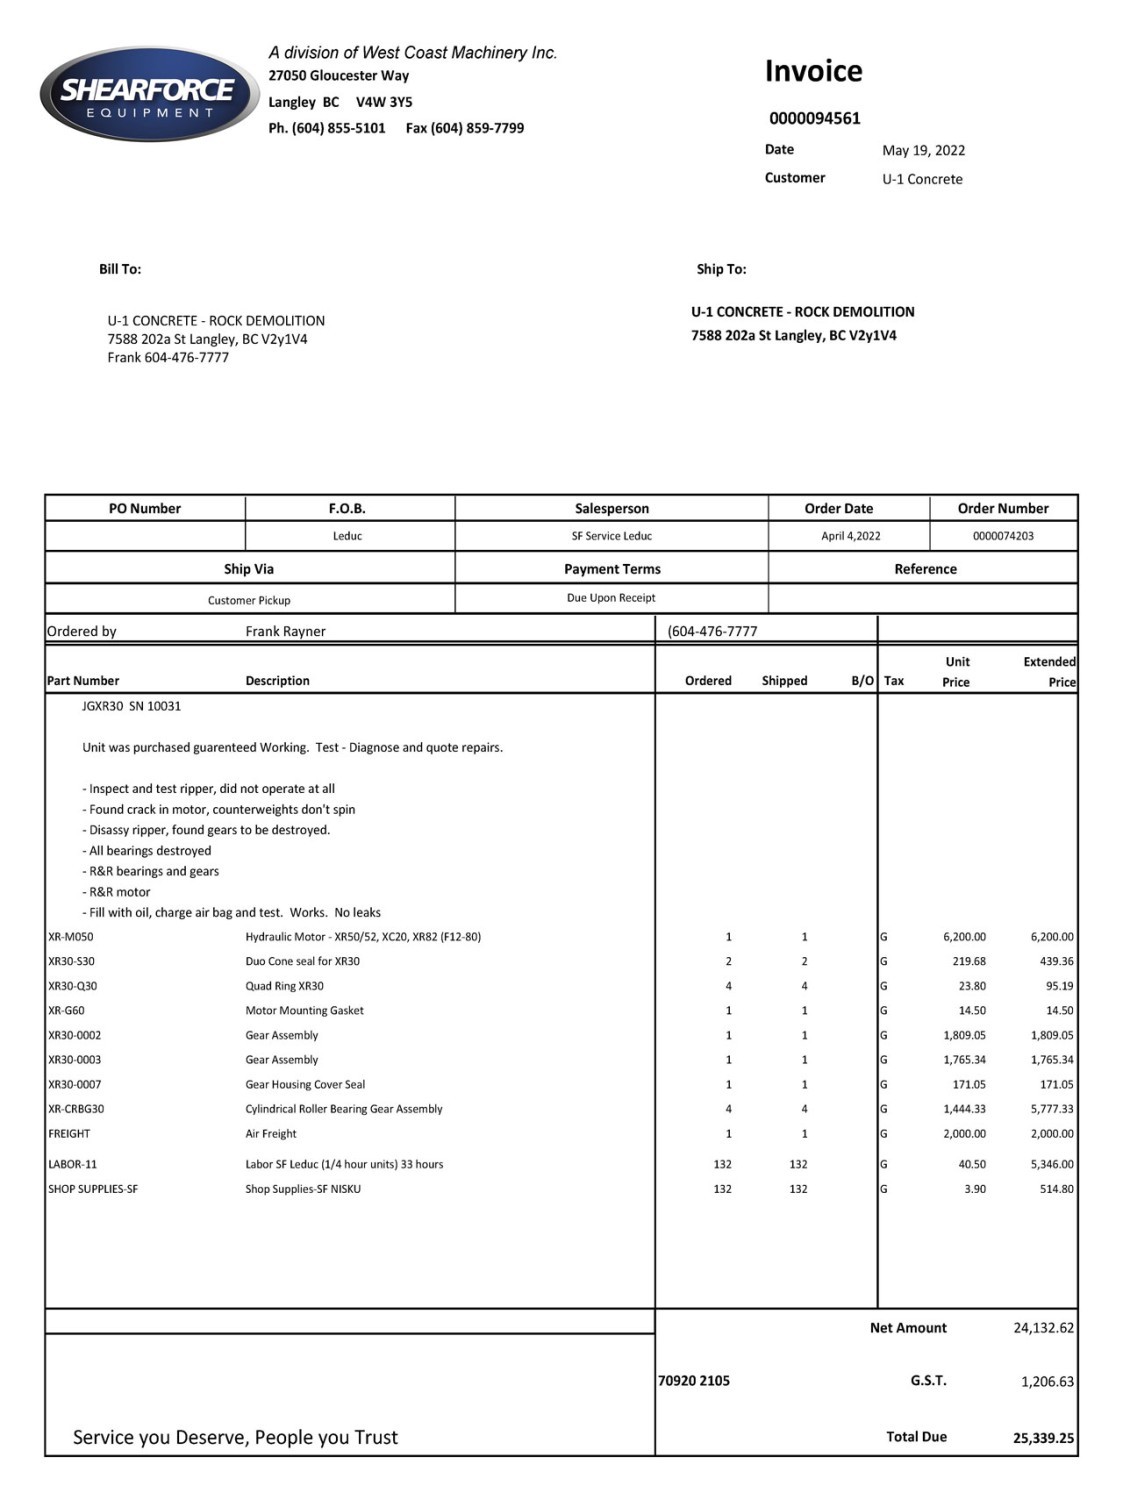 SHEARFORCE
EQUIPMENT
A division of West Coast Machinery Inc.
27050 Gloucester Way
Langley BC V4W 3Y5
Ph. (604) 855-5101 Fax (604) 859-7799
Invoice
0000094561
Date May 19, 2022
Customer U-1 Concrete
Bill To:
U-1 CONCRETE - ROCK DEMOLITION
7588 202a St Langley, BC V2y1V4
Frank 604-476-7777
Ship To:
U-1 CONCRETE - ROCK DEMOLITION
7588 202a St Langley, BC V2y1V4
PO Number F.O.B. Salesperson Order Date Order Number
Leduc SF Service Leduc April 4,2022 0000074203
Ship Via Payment Terms Reference
Customer Pickup Due Upon Receipt
Ordered by Frank Rayner (604-476-7777
Part Number Description Ordered Shipped B/O Tax Unit Price Extended Price
JGXR30 SN 10031
Unit was purchased guarenteed Working. Test - Diagnose and quote repairs.
- Inspect and test ripper, did not operate at all
- Found crack in motor, counterweights don't spin
- Disassy ripper, found gears to be destroyed.
- All bearings destroyed
- R&R bearings and gears
- R&R motor
- Fill with oil, charge air bag and test. Works. No leaks
XR-M050 Hydraulic Motor - XR50/52, XC20, XR82 (F12-80) 1 1 G 6,200.00 6,200.00
XR30-S30 Duo Cone seal for XR30 2 2 G 219.68 439.36
XR30-Q30 Quad Ring XR30 4 4 G 23.80 95.19
XR-G60 Motor Mounting Gasket 1 1 G 14.50 14.50
XR30-0002 Gear Assembly 1 1 G 1,809.05 1,809.05
XR30-0003 Gear Assembly 1 1 G 1,765.34 1,765.34
XR30-0007 Gear Housing Cover Seal 1 1 G 171.05 171.05
XR-CRBG30 Cylindrical Roller Bearing Gear Assembly 4 4 G 1,444.33 5,777.33
FREIGHT Air Freight 1 1 G 2,000.00 2,000.00
LABOR-11 Labor SF Leduc (1/4 hour units) 33 hours 132 132 G 40.50 5,346.00
SHOP SUPPLIES-SF Shop Supplies-SF NISKU 132 132 G 3.90 514.80
Net Amount 24,132.62
70920 2105 G.S.T. 1,206.63
Service you Deserve, People you Trust Total Due 25,339.25